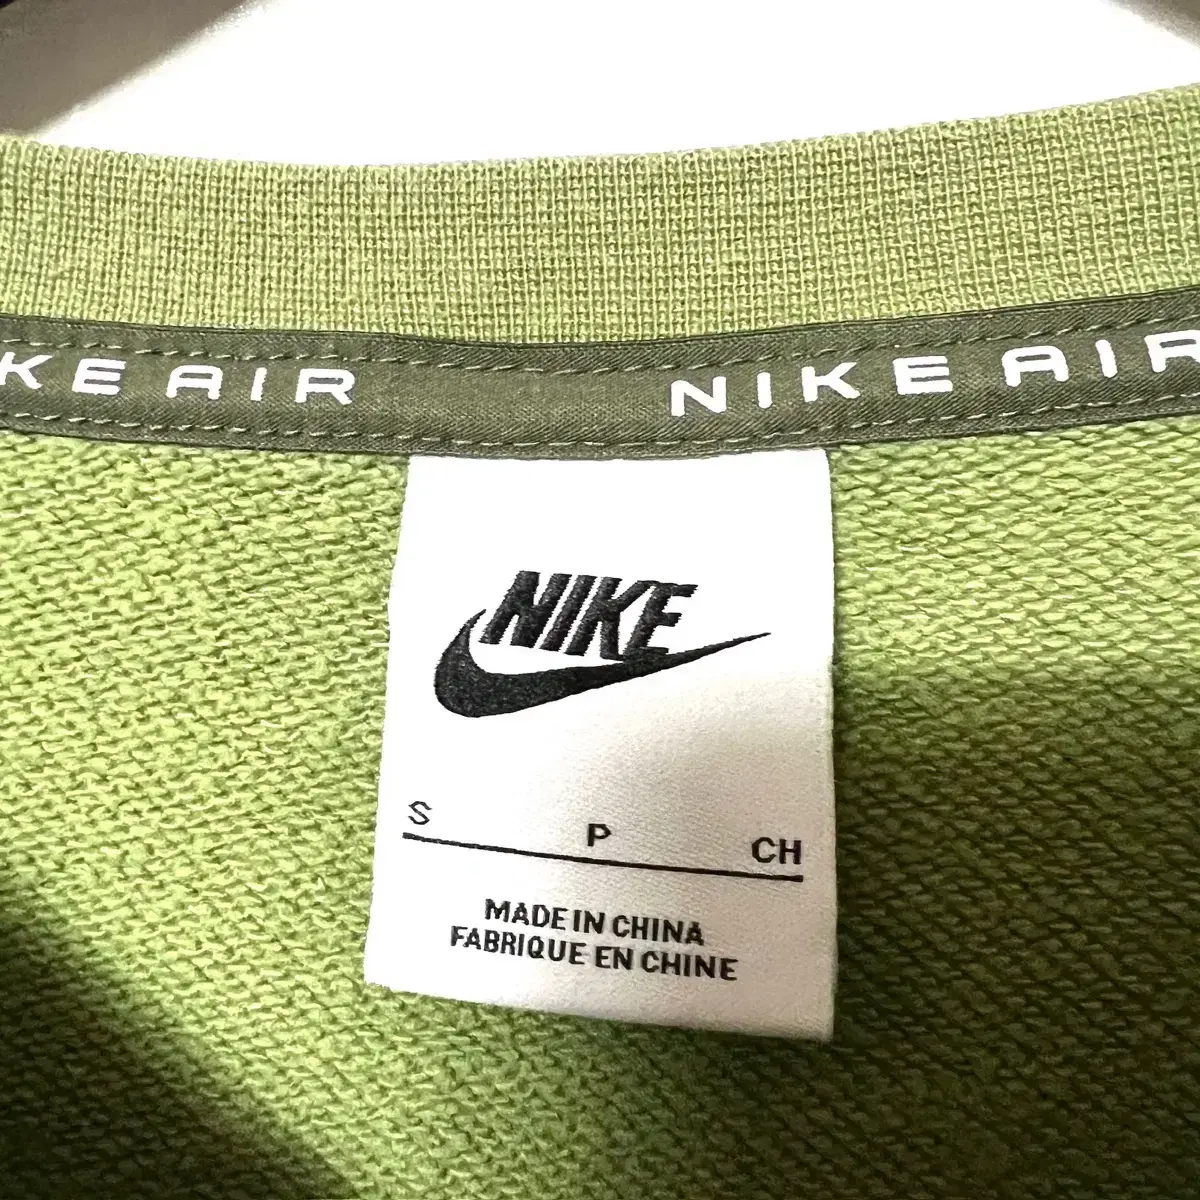 KE AIR NIKE AIR
NIKE
S P CH
MADE IN CHINA
FABRIQUE EN CHINE